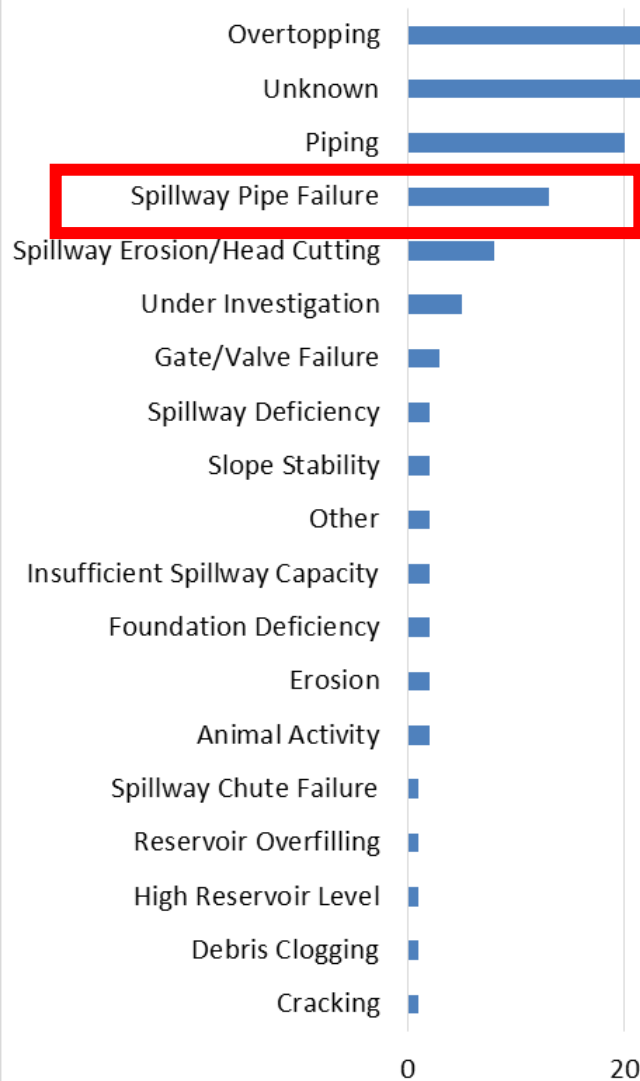 Overtopping
Unknown
Piping
Spillway Pipe Failure
Spillway Erosion/Head Cutting
Under Investigation
Gate/Valve Failure
Spillway Deficiency
Slope Stability
Other
Insufficient Spillway Capacity
Foundation Deficiency
Erosion
Animal Activity
Spillway Chute Failure
Reservoir Overfilling
High Reservoir Level
Debris Clogging
Cracking
0 20